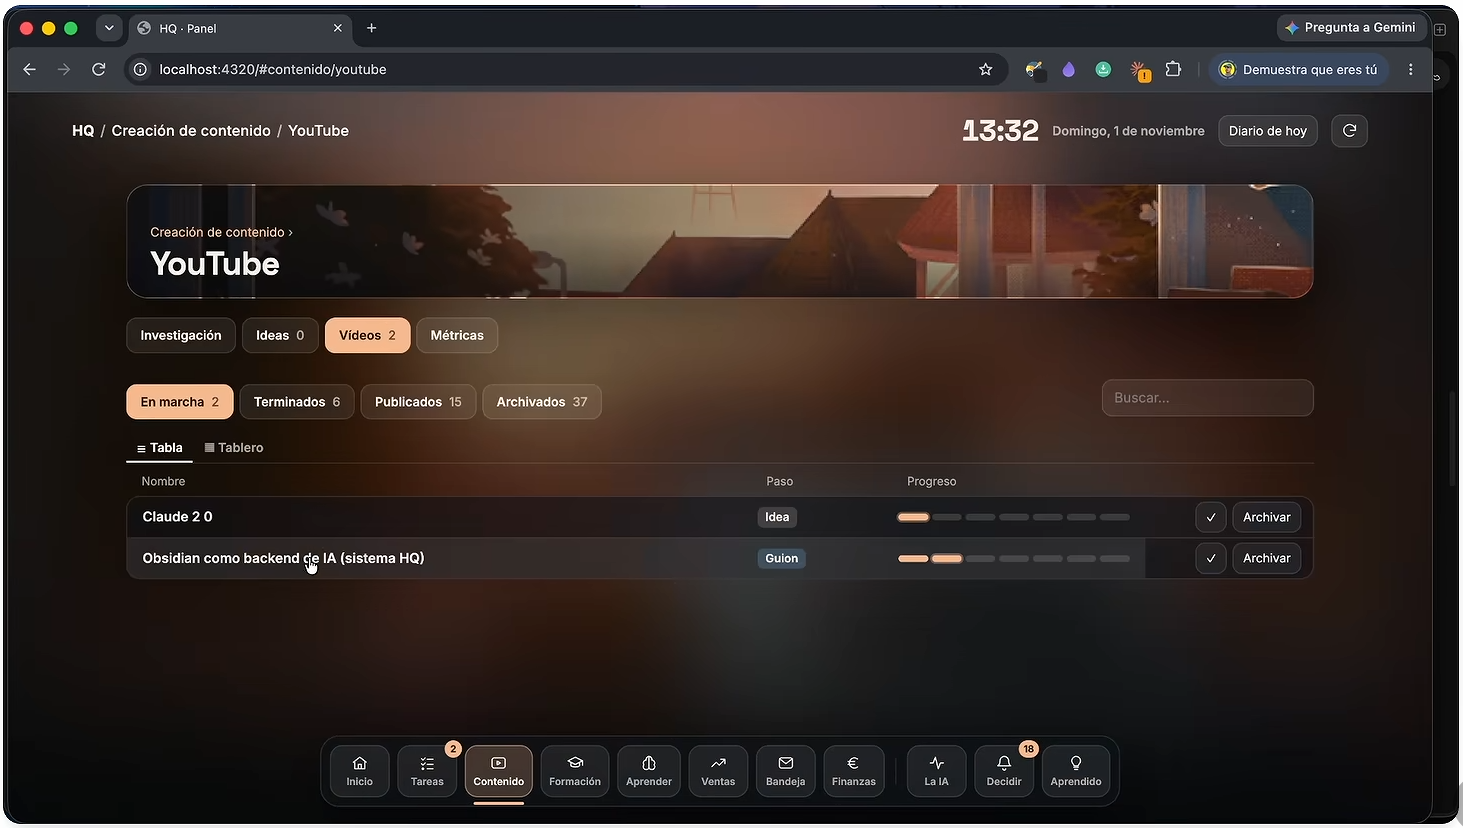 HQ · Panel
Pregunta a Gemini
localhost:4320/#contenido/youtube
Demuestra que eres tú
HQ / Creación de contenido / YouTube
13:32 Domingo, 1 de noviembre
Diario de hoy
Creación de contenido ›
YouTube
Investigación
Ideas 0
Vídeos 2
Métricas
En marcha 2
Terminados 6
Publicados 15
Archivados 37
Buscar...
Tabla
Tablero
Nombre Paso Progreso
Claude 2 0 Idea ✓ Archivar
Obsidian como backend de IA (sistema HQ) Guion ✓ Archivar
2
18
Inicio
Tareas
Contenido
Formación
Aprender
Ventas
Bandeja
Finanzas
La IA
Decidir
Aprendido